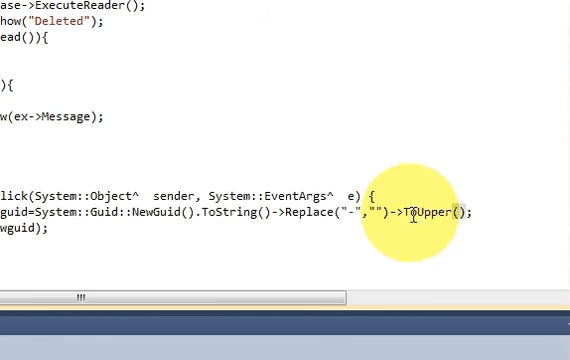 ase->ExecuteReader();
how("Deleted");
ead()){
){
w(ex->Message);
lick(System::Object^  sender, System::EventArgs^  e) {
guid=System::Guid::NewGuid().ToString()->Replace("-","")->ToUpper();
wguid);